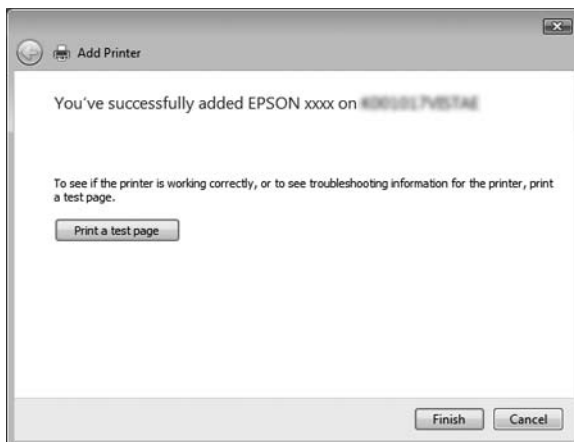 Add Printer
You've successfully added EPSON xxxx on
To see if the printer is working correctly, or to see troubleshooting information for the printer, print
a test page.
Print a test page
Finish Cancel